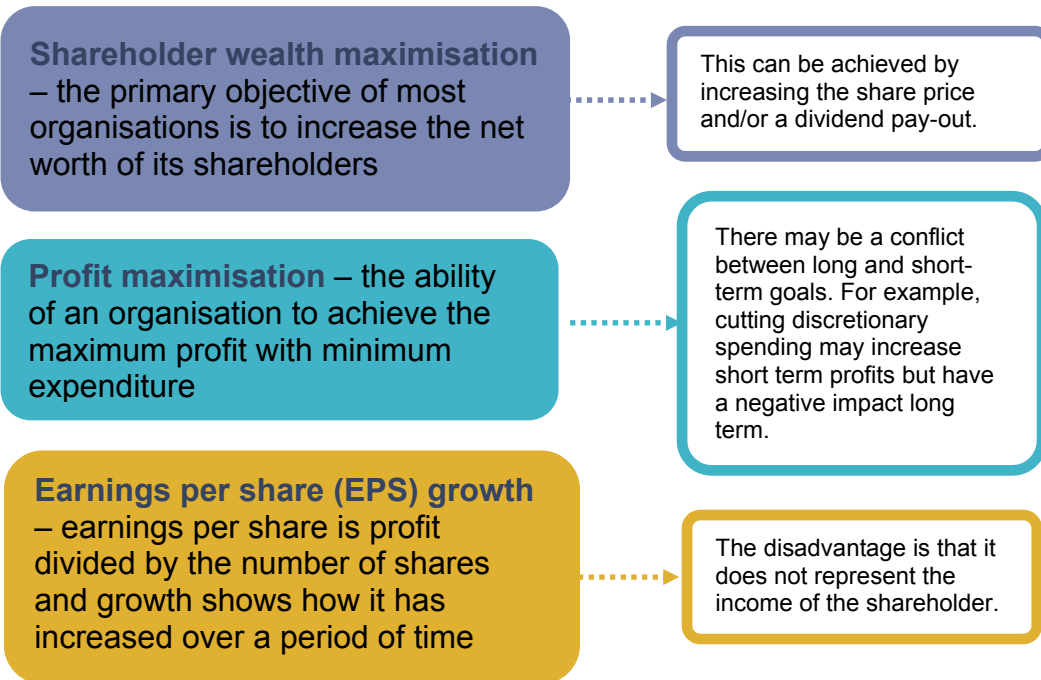 Shareholder wealth maximisation
– the primary objective of most
organisations is to increase the net
worth of its shareholders
This can be achieved by
increasing the share price
and/or a dividend pay-out.
Profit maximisation – the ability
of an organisation to achieve the
maximum profit with minimum
expenditure
There may be a conflict
between long and short-
term goals. For example,
cutting discretionary
spending may increase
short term profits but have
a negative impact long
term.
Earnings per share (EPS) growth
– earnings per share is profit
divided by the number of shares
and growth shows how it has
increased over a period of time
The disadvantage is that it
does not represent the
income of the shareholder.